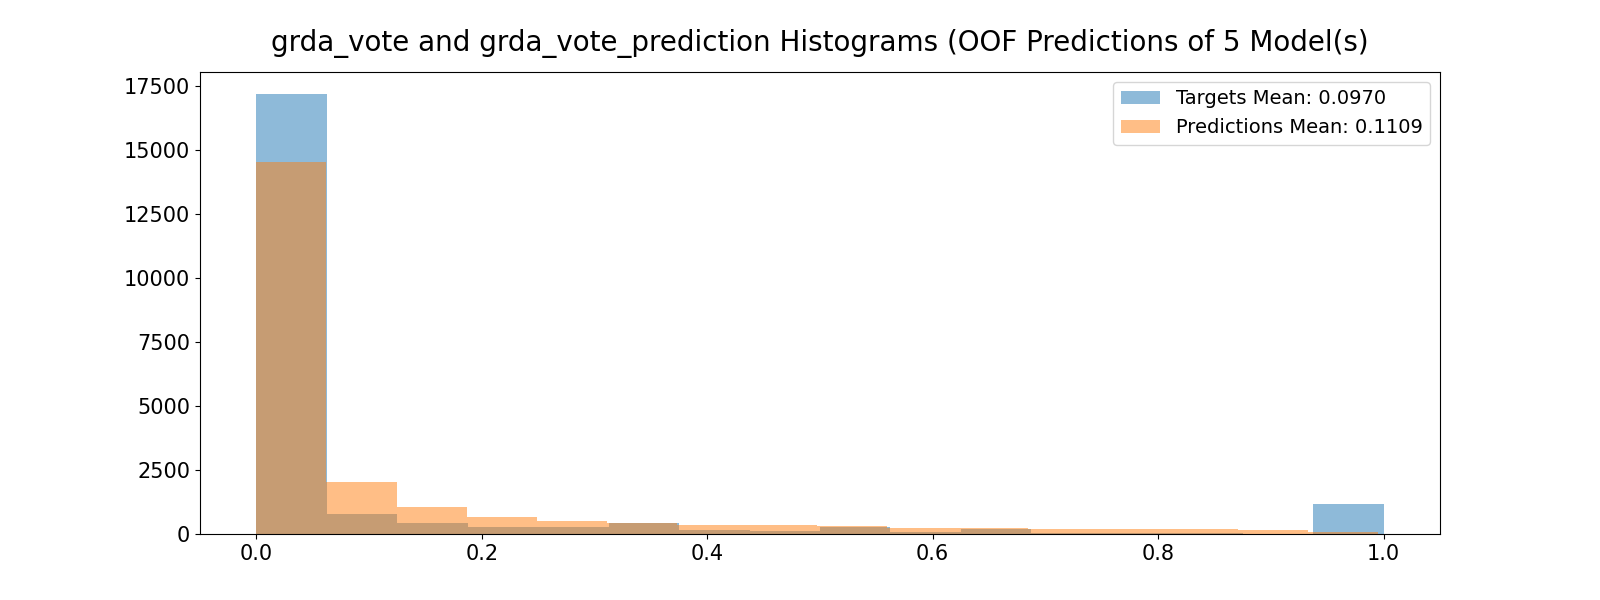 grda_vote and grda_vote_prediction Histograms (OOF Predictions of 5 Model(s)
Targets Mean: 0.0970
Predictions Mean: 0.1109
17500
15000
12500
10000
7500
5000
2500
0
0.0 0.2 0.4 0.6 0.8 1.0